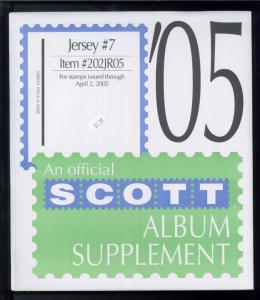 Jersey #7
Item #202JR05
For stamps issued through
April 2, 2005
'05
An official
SCOTT
ALBUM
SUPPLEMENT